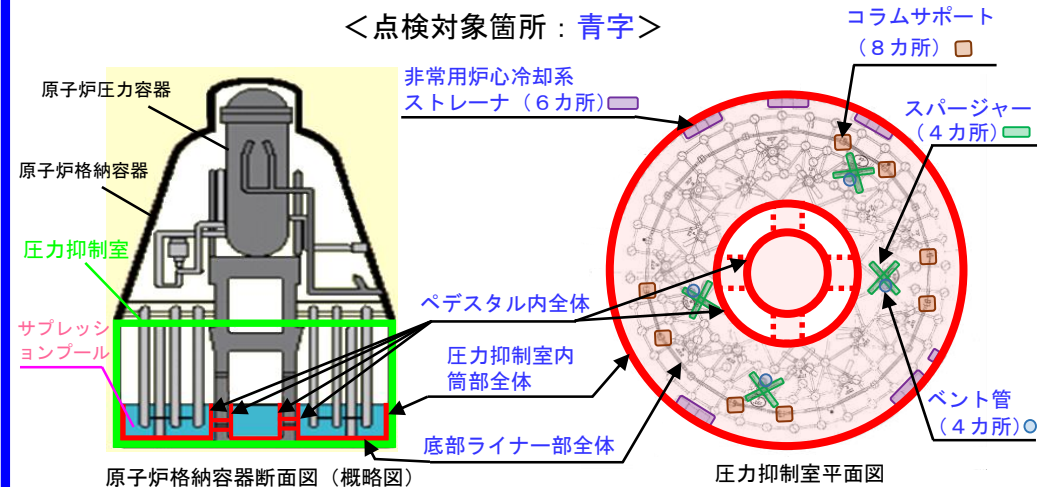 ＜点検対象箇所：青字＞
コラムサポート
（８カ所）
非常用炉心冷却系
ストレーナ（６カ所）
スパージャー
（４カ所）
原子炉圧力容器
原子炉格納容器
圧力抑制室
サプレッシ
ョンプール
ペデスタル内全体
圧力抑制室内
筒部全体
底部ライナー部全体
ベント管
（４カ所）
原子炉格納容器断面図（概略図）
圧力抑制室平面図